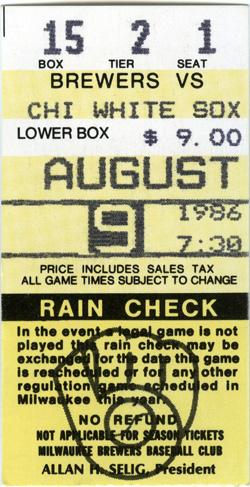 15 2 1
BOX TIER SEAT
BREWERS VS
CHI WHITE SOX
LOWER BOX $ 9.00
AUGUST
9 1986
7:30
PRICE INCLUDES SALES TAX
ALL GAME TIMES SUBJECT TO CHANGE
RAIN CHECK
In the event a legal game is not
played this rain check may be
exchanged for the date this game
is rescheduled or for any other
regulation game scheduled in
Milwaukee this year.
NO REFUND
NOT APPLICABLE FOR SEASON TICKETS
MILWAUKEE BREWERS BASEBALL CLUB
ALLAN H. SELIG, President